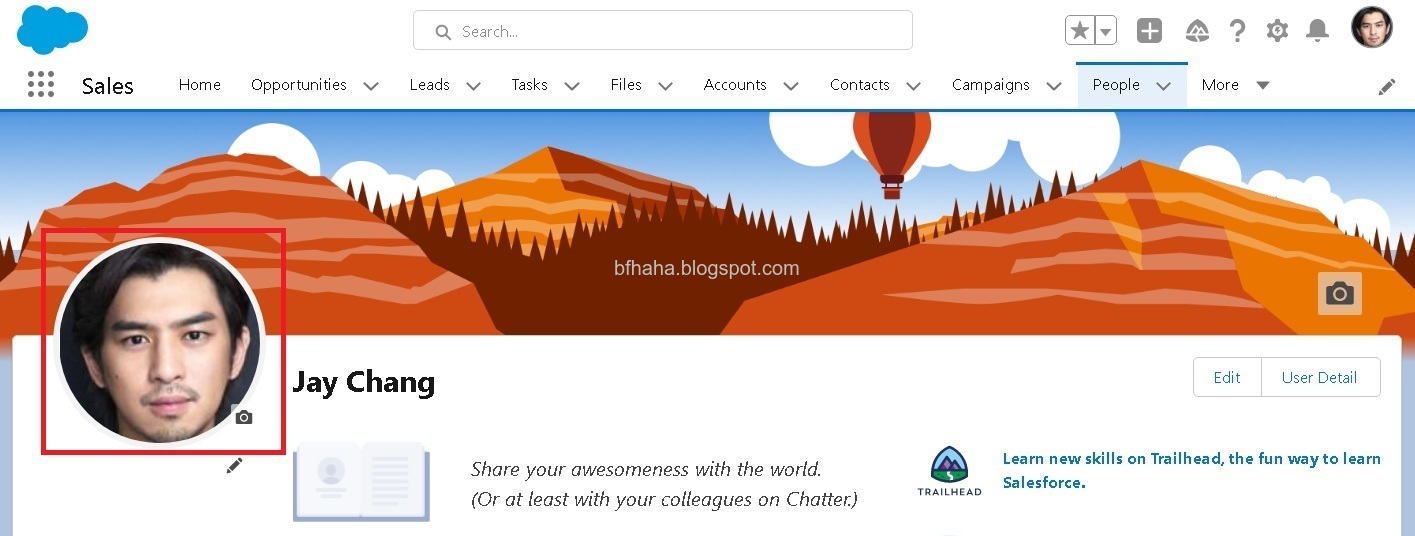 Search...
Sales Home Opportunities Leads Tasks Files Accounts Contacts Campaigns People More
bfhaha.blogspot.com
Jay Chang
Edit User Detail
Share your awesomeness with the world.
(Or at least with your colleagues on Chatter.)
TRAILHEAD
Learn new skills on Trailhead, the fun way to learn
Salesforce.